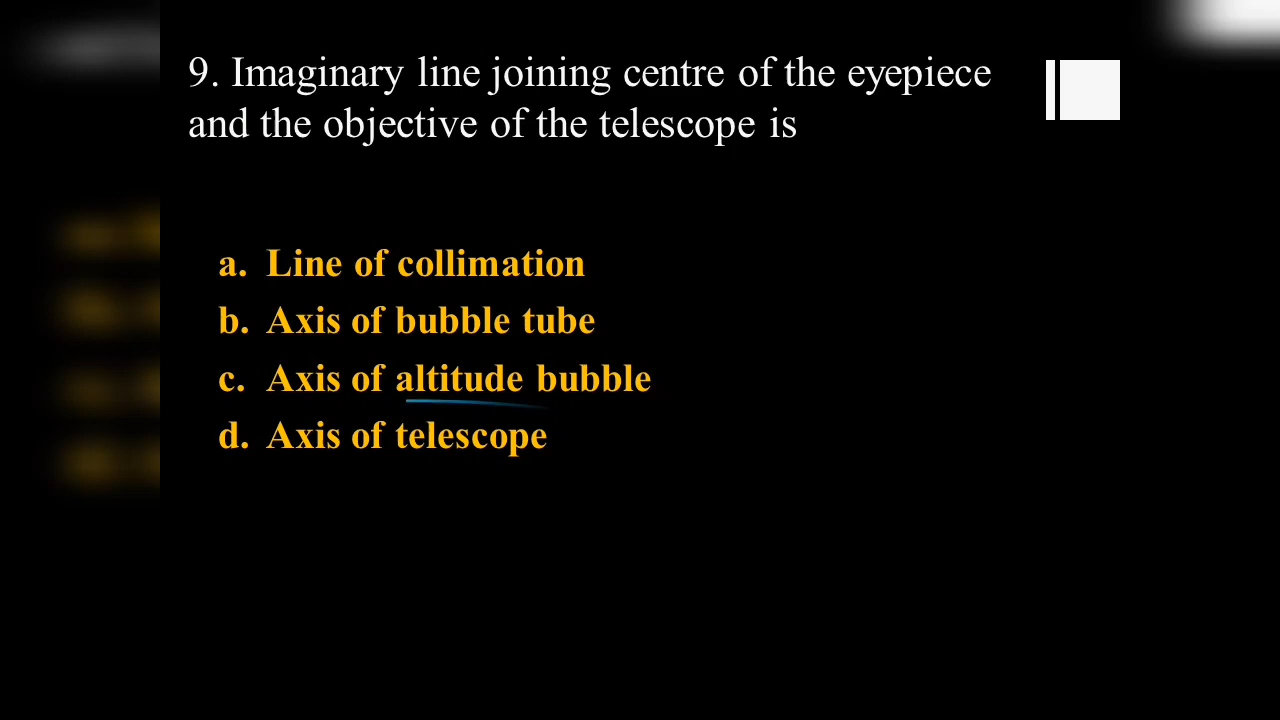 9. Imaginary line joining centre of the eyepiece
and the objective of the telescope is
a. Line of collimation
b. Axis of bubble tube
c. Axis of altitude bubble
d. Axis of telescope